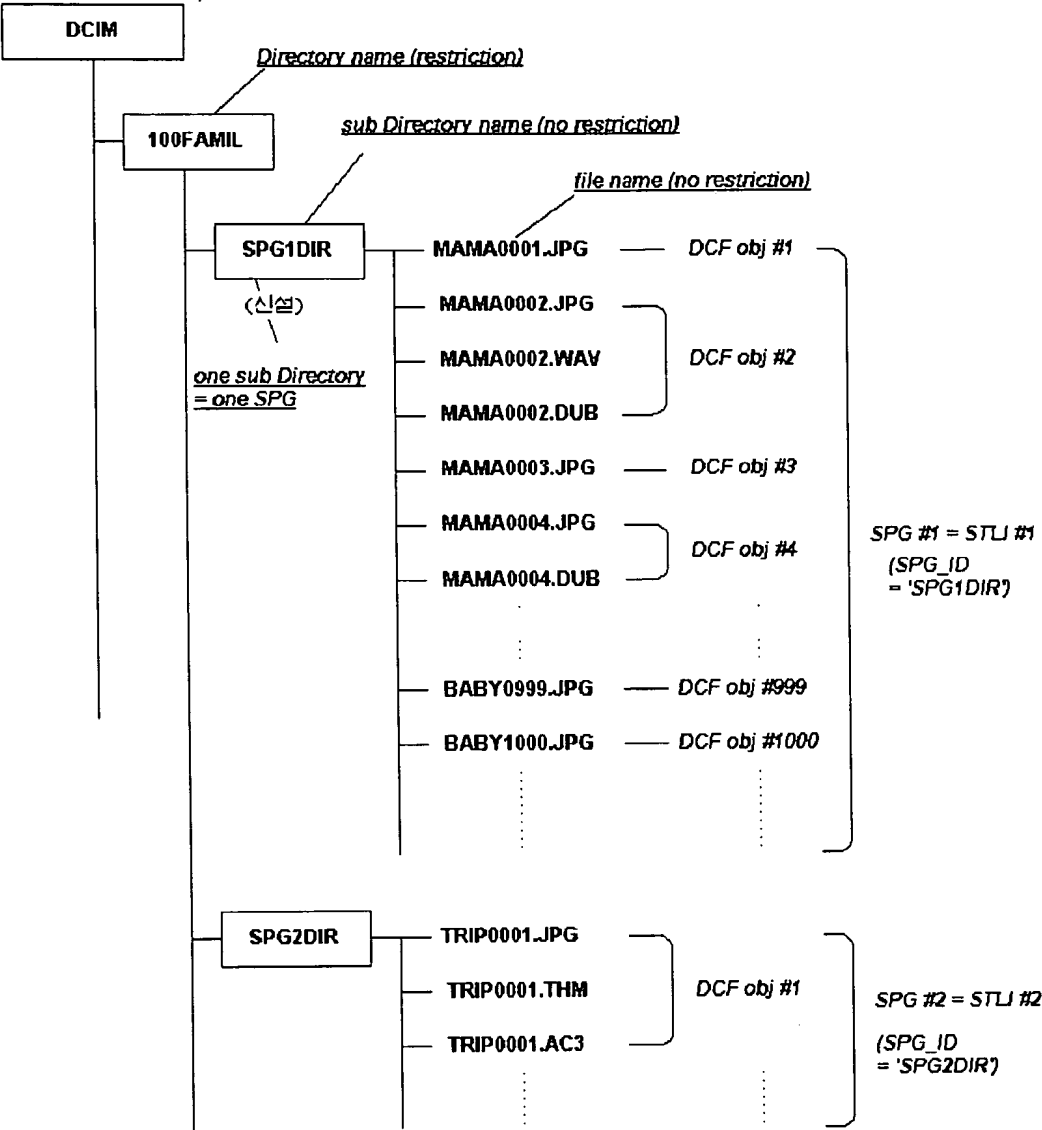 DCIM
Directory name (restriction)
100FAMIL
sub Directory name (no restriction)
file name (no restriction)
SPG1DIR
(신설)
one sub Directory
= one SPG
MAMA0001.JPG
DCF obj #1
MAMA0002.JPG
MAMA0002.WAV
DCF obj #2
MAMA0002.DUB
MAMA0003.JPG
DCF obj #3
MAMA0004.JPG
DCF obj #4
MAMA0004.DUB
BABY0999.JPG
DCF obj #999
BABY1000.JPG
DCF obj #1000
SPG #1 = STLI #1
(SPG_ID
= 'SPG1DIR')
SPG2DIR
TRIP0001.JPG
TRIP0001.THM
DCF obj #1
TRIP0001.AC3
SPG #2 = STLI #2
(SPG_ID
= 'SPG2DIR')